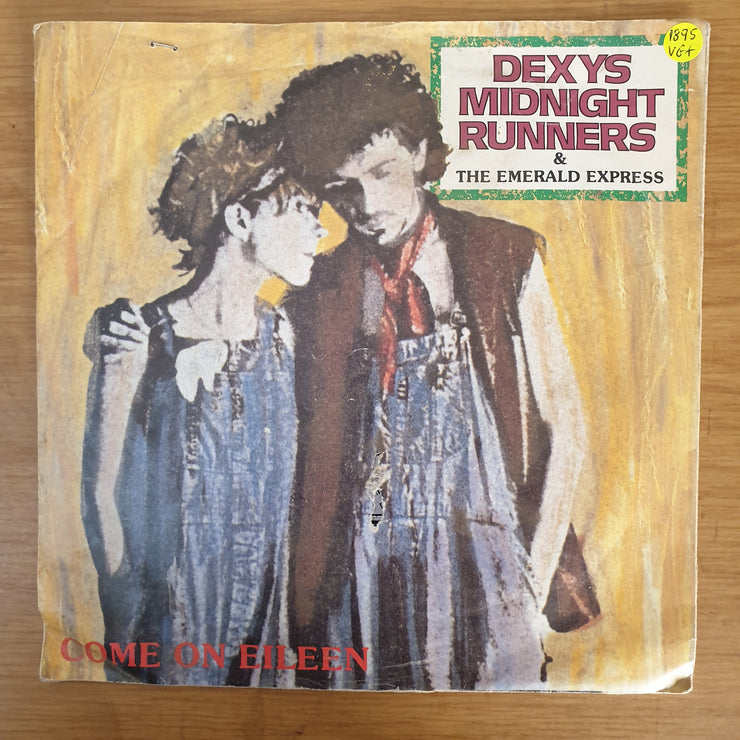 1895
VG+
DEXYS
MIDNIGHT
RUNNERS
&
THE EMERALD EXPRESS
COME ON EILEEN